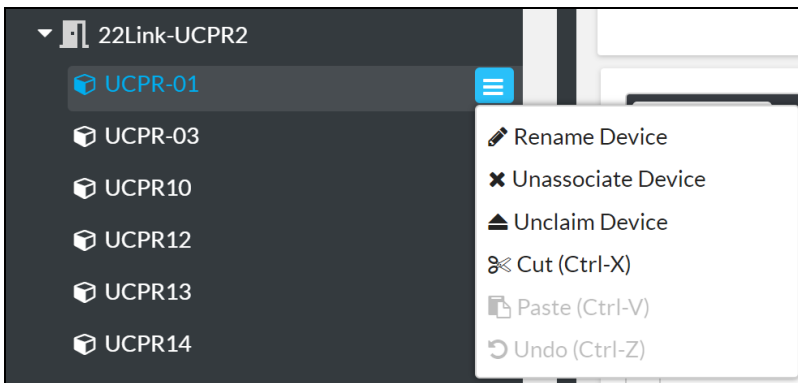 22Link-UCPR2
UCPR-01
UCPR-03
UCPR10
UCPR12
UCPR13
UCPR14
Rename Device
Unassociate Device
Unclaim Device
Cut (Ctrl-X)
Paste (Ctrl-V)
Undo (Ctrl-Z)